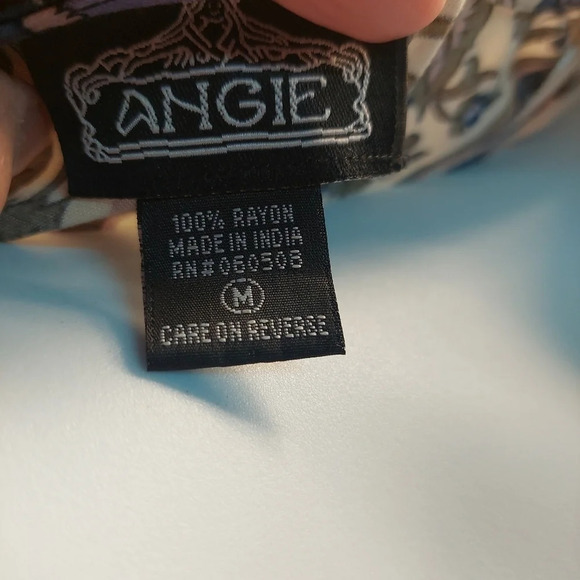 ANGIE
100% RAYON
MADE IN INDIA
RN#060508
M
CARE ON REVERSE